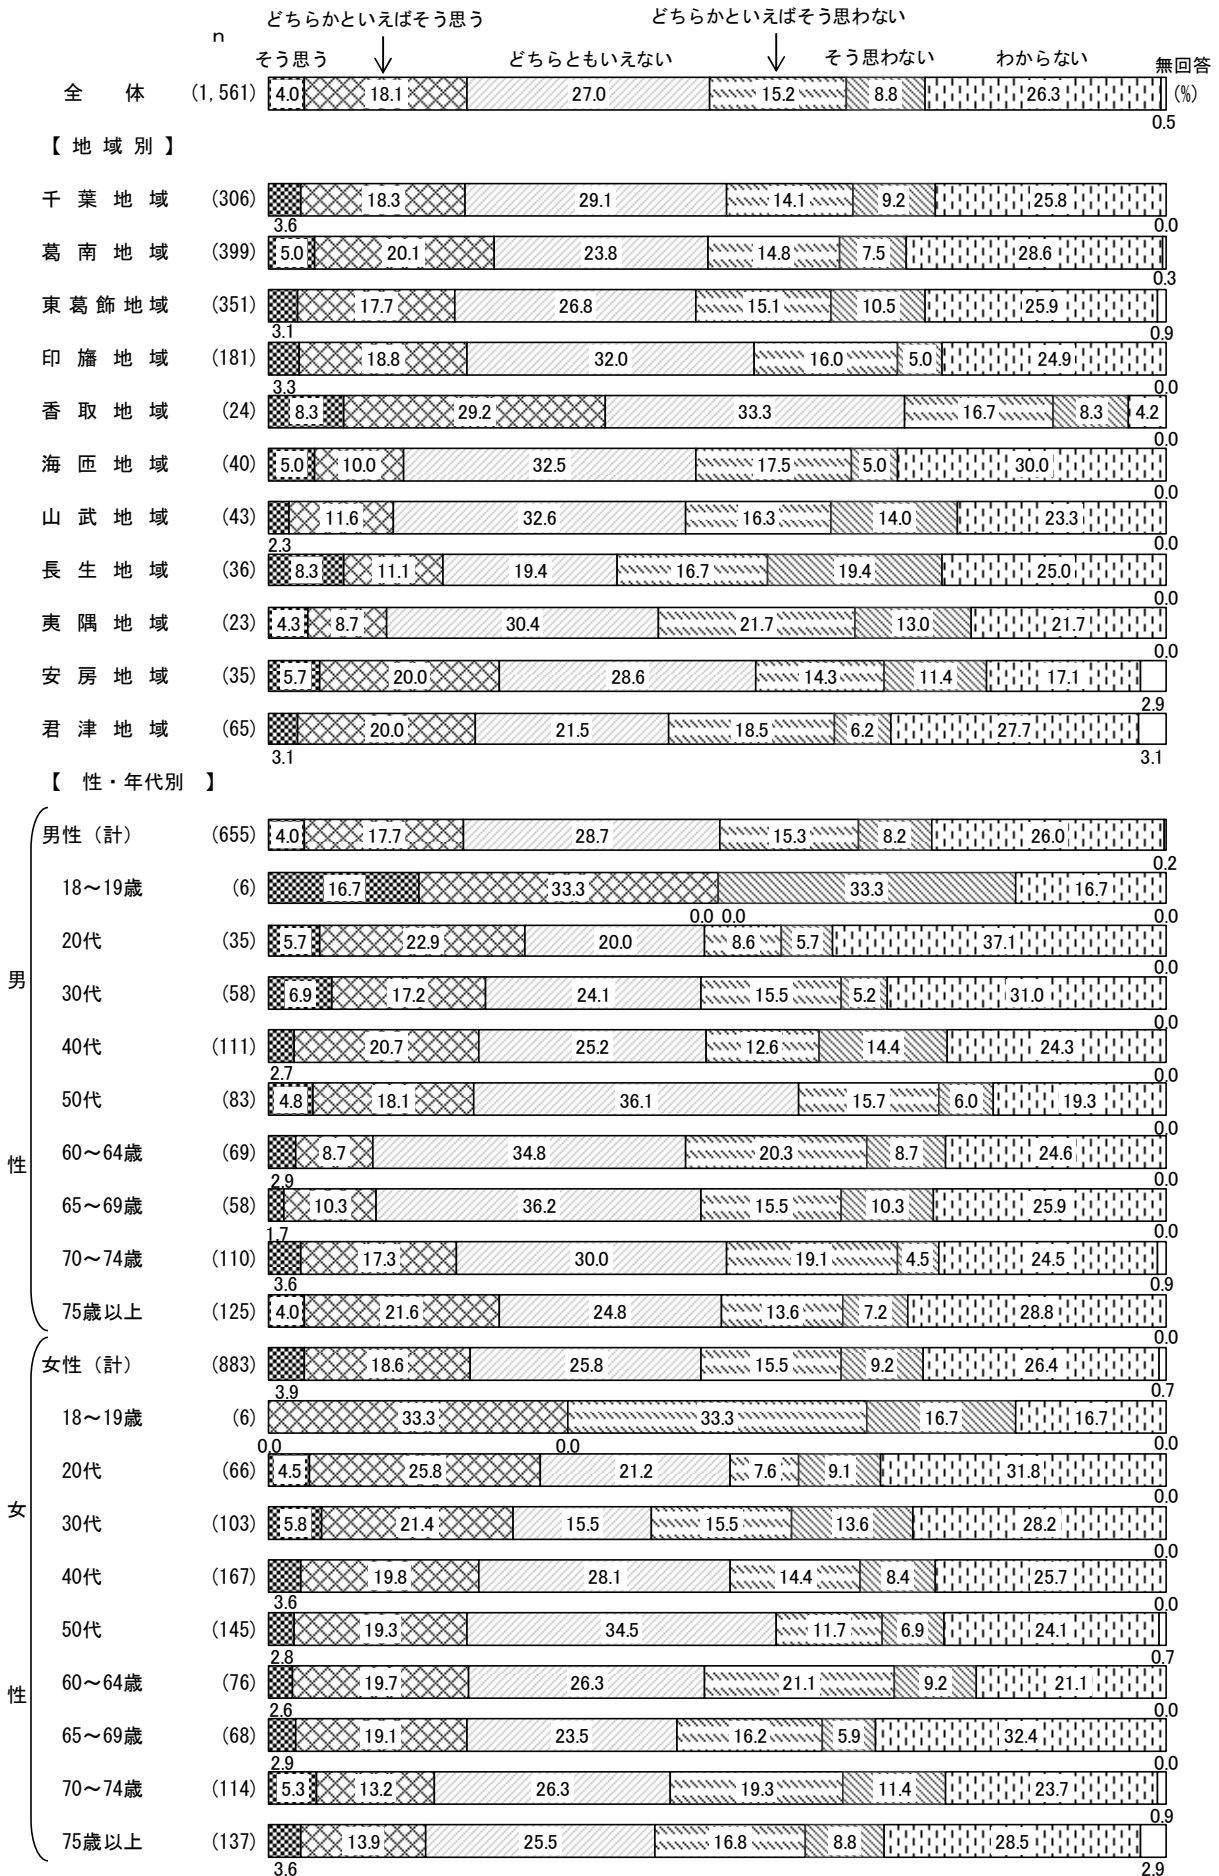 どちらかといえばそう思う どちらかといえばそう思わない
n
そう思う どちらともいえない そう思わない わからない 無回答
全 体 (1,561) 4.0 18.1 27.0 15.2 8.8 26.3 (%)
0.5
【 地 域 別 】
千 葉 地 域 (306) 18.3 29.1 14.1 9.2 25.8
3.6 0.0
葛 南 地 域 (399) 5.0 20.1 23.8 14.8 7.5 28.6
0.3
東 葛 飾 地 域 (351) 17.7 26.8 15.1 10.5 25.9
3.1 0.9
印 旛 地 域 (181) 18.8 32.0 16.0 5.0 24.9
3.3 0.0
香 取 地 域 (24) 8.3 29.2 33.3 16.7 8.3 4.2
0.0
海 匝 地 域 (40) 5.0 10.0 32.5 17.5 5.0 30.0
0.0
山 武 地 域 (43) 11.6 32.6 16.3 14.0 23.3
2.3 0.0
長 生 地 域 (36) 8.3 11.1 19.4 16.7 19.4 25.0
0.0
夷 隅 地 域 (23) 4.3 8.7 30.4 21.7 13.0 21.7
0.0
安 房 地 域 (35) 5.7 20.0 28.6 14.3 11.4 17.1
2.9
君 津 地 域 (65) 20.0 21.5 18.5 6.2 27.7
3.1 3.1
【 性・年代別 】
男性（計） (655) 4.0 17.7 28.7 15.3 8.2 26.0
0.2
18～19歳 (6) 16.7 33.3 33.3 16.7
0.0 0.0 0.0
20代 (35) 5.7 22.9 20.0 8.6 5.7 37.1
0.0
男
30代 (58) 6.9 17.2 24.1 15.5 5.2 31.0
0.0
40代 (111) 20.7 25.2 12.6 14.4 24.3
2.7 0.0
50代 (83) 4.8 18.1 36.1 15.7 6.0 19.3
0.0
60～64歳 (69) 8.7 34.8 20.3 8.7 24.6
性
2.9 0.0
65～69歳 (58) 10.3 36.2 15.5 10.3 25.9
1.7 0.0
70～74歳 (110) 17.3 30.0 19.1 4.5 24.5
3.6 0.9
75歳以上 (125) 4.0 21.6 24.8 13.6 7.2 28.8
0.0
女性（計） (883) 18.6 25.8 15.5 9.2 26.4
3.9 0.7
18～19歳 (6) 33.3 33.3 16.7 16.7
0.0 0.0 0.0
20代 (66) 4.5 25.8 21.2 7.6 9.1 31.8
0.0
女
30代 (103) 5.8 21.4 15.5 15.5 13.6 28.2
0.0
40代 (167) 19.8 28.1 14.4 8.4 25.7
3.6 0.0
50代 (145) 19.3 34.5 11.7 6.9 24.1
2.8 0.7
60～64歳 (76) 19.7 26.3 21.1 9.2 21.1
性
2.6 0.0
65～69歳 (68) 19.1 23.5 16.2 5.9 32.4
2.9 0.0
70～74歳 (114) 5.3 13.2 26.3 19.3 11.4 23.7
0.9
75歳以上 (137) 13.9 25.5 16.8 8.8 28.5
3.6 2.9